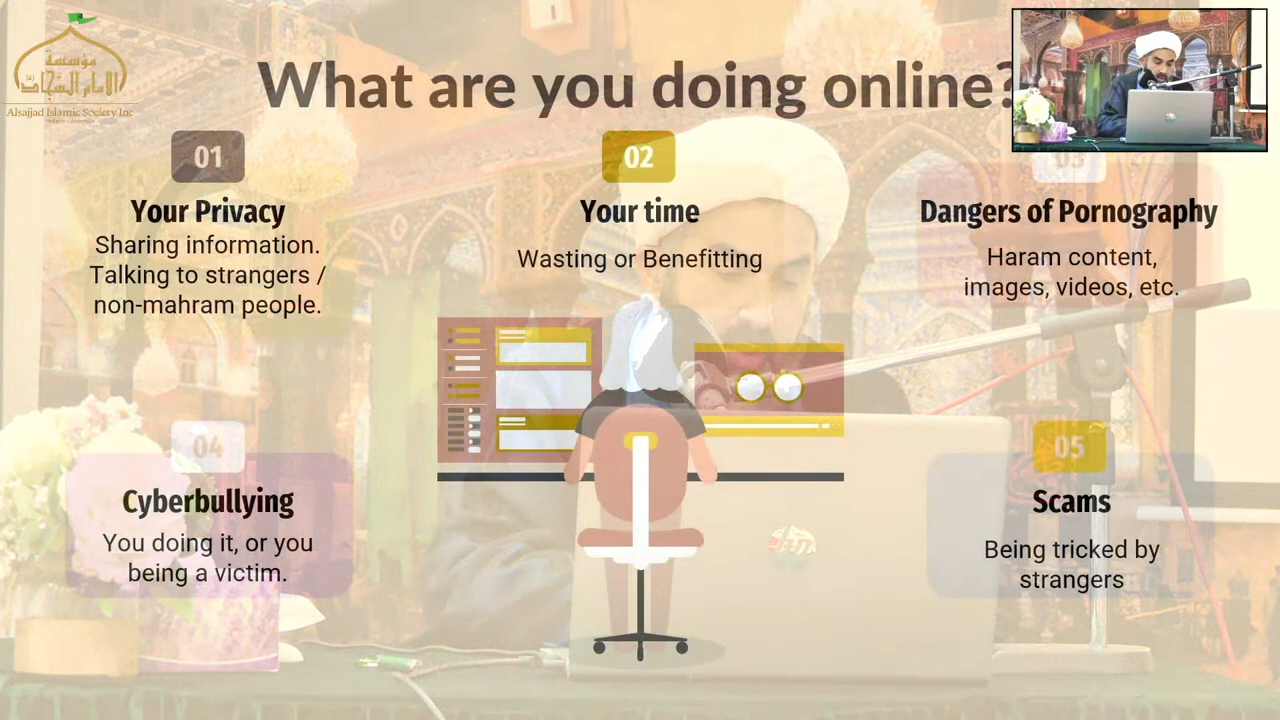 مؤسسة
الامام السجاد
Alsajjad Islamic Society Inc
What are you doing online?
01
Your Privacy
Sharing information.
Talking to strangers /
non-mahram people.
02
Your time
Wasting or Benefitting
03
Dangers of Pornography
Haram content,
images, videos, etc.
04
Cyberbullying
You doing it, or you
being a victim.
05
Scams
Being tricked by
strangers